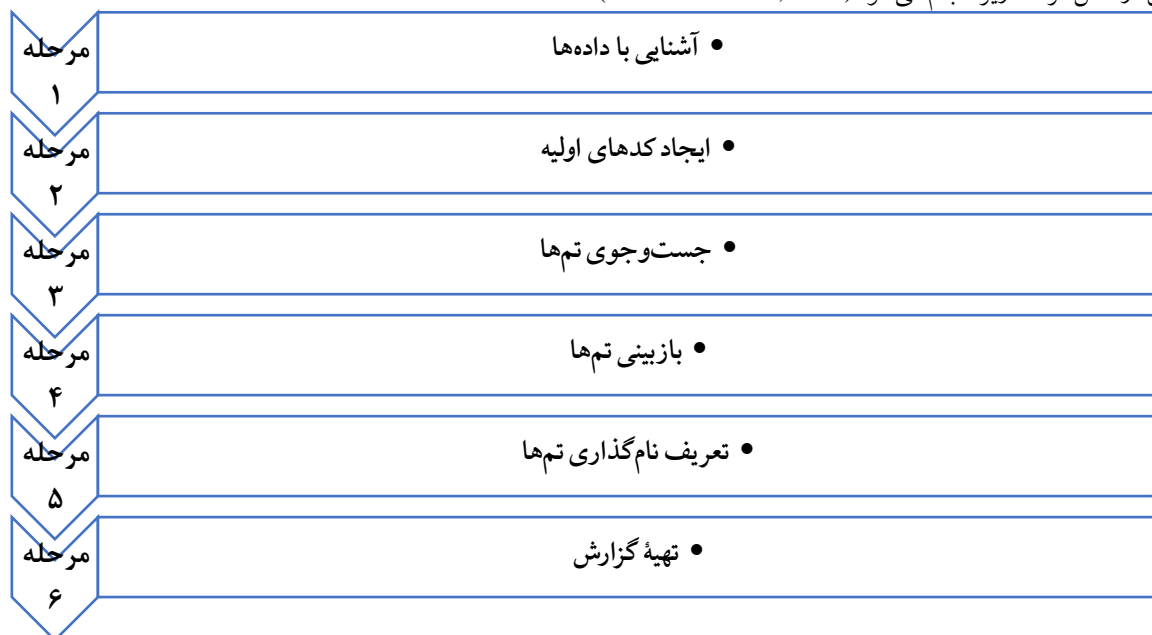 مرحله
۱
• آشنایی با داده‌ها
مرحله
۲
• ایجاد کدهای اولیه
مرحله
۳
• جست‌وجوی تم‌ها
مرحله
۴
• بازبینی تم‌ها
مرحله
۵
• تعریف نام‌گذاری تم‌ها
مرحله
۶
• تهیهٔ گزارش